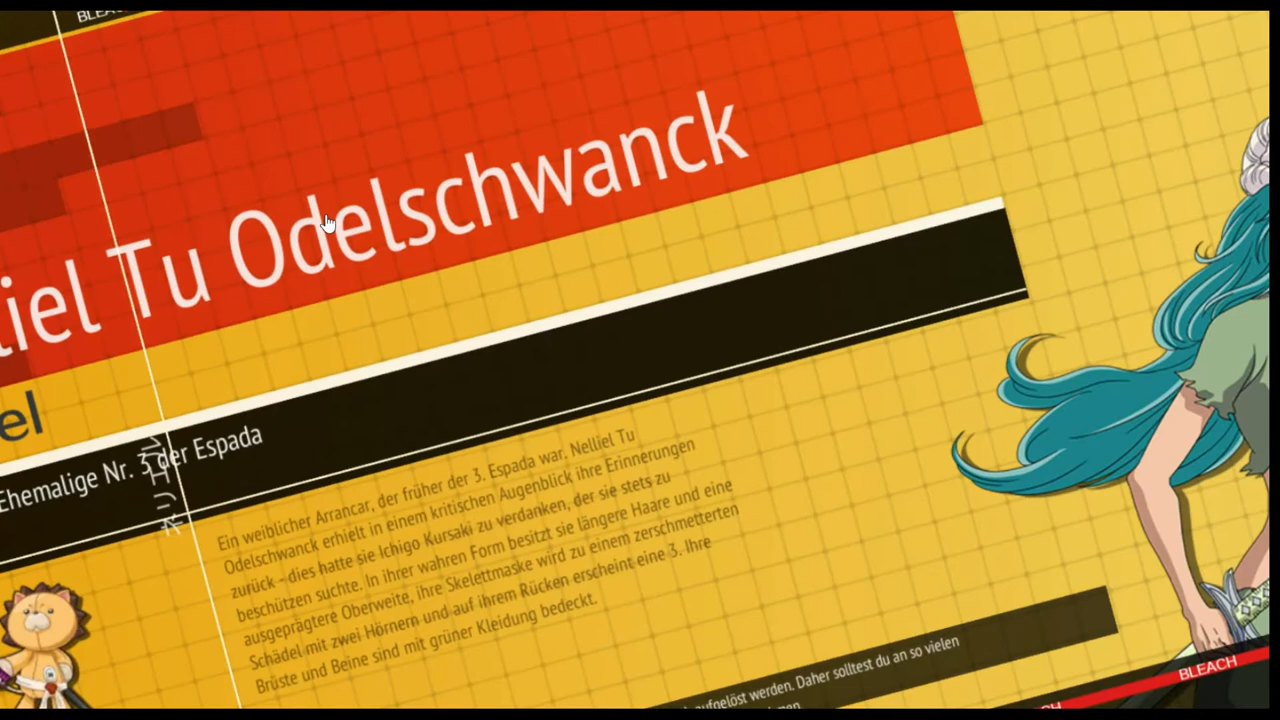 liel Tu Odelschwanck
el
Ehemalige Nr. 3 der Espada
Ein weiblicher Arrancar, der früher der 3. Espada war. Nelliel Tu
Odelschwanck erhielt in einem kritischen Augenblick ihre Erinnerungen
zurück - dies hatte sie Ichigo Kursaki zu verdanken, der sie stets zu
beschützen suchte. In ihrer wahren Form besitzt sie längere Haare und eine
ausgeprägtere Oberweite, ihre Skelettmaske wird zu einem zerschmetterten
Schädel mit zwei Hörnern und auf ihrem Rücken erscheint eine 3. Ihre
Brüste und Beine sind mit grüner Kleidung bedeckt.
aufgelöst werden. Daher solltest du an so vielen
BLEACH